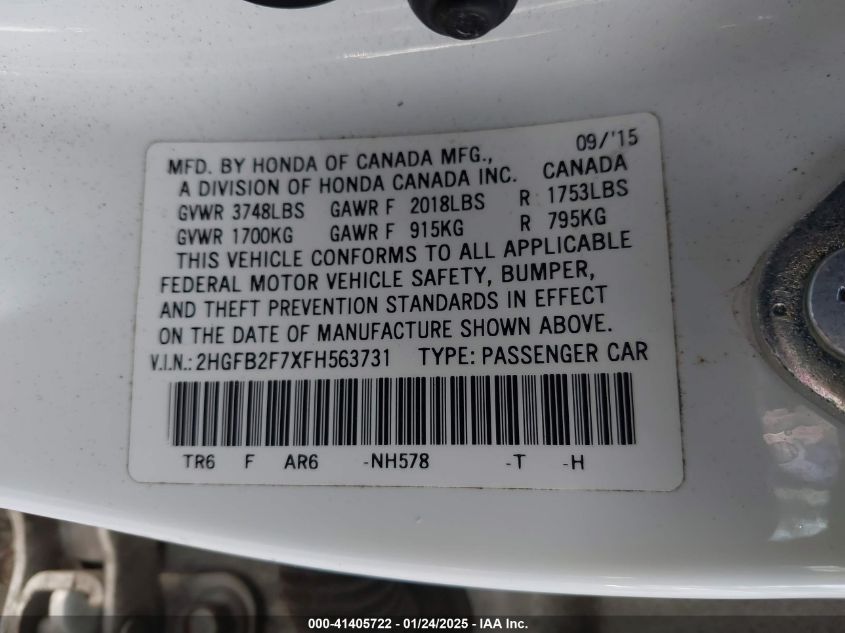 09/'15
MFD. BY HONDA OF CANADA MFG.,
A DIVISION OF HONDA CANADA INC. CANADA
GVWR 3748LBS GAWR F 2018LBS R 1753LBS
GVWR 1700KG GAWR F 915KG R 795KG
THIS VEHICLE CONFORMS TO ALL APPLICABLE
FEDERAL MOTOR VEHICLE SAFETY, BUMPER,
AND THEFT PREVENTION STANDARDS IN EFFECT
ON THE DATE OF MANUFACTURE SHOWN ABOVE.
V.I.N.: 2HGFB2F7XFH563731 TYPE: PASSENGER CAR
TR6 F AR6 -NH578 -T -H
000-41405722 - 01/24/2025 - IAA Inc.